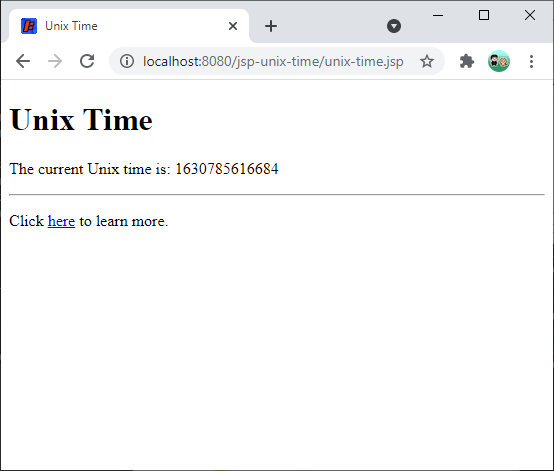 Unix Time
localhost:8080/jsp-unix-time/unix-time.jsp
Unix Time
The current Unix time is: 1630785616684
Click here to learn more.